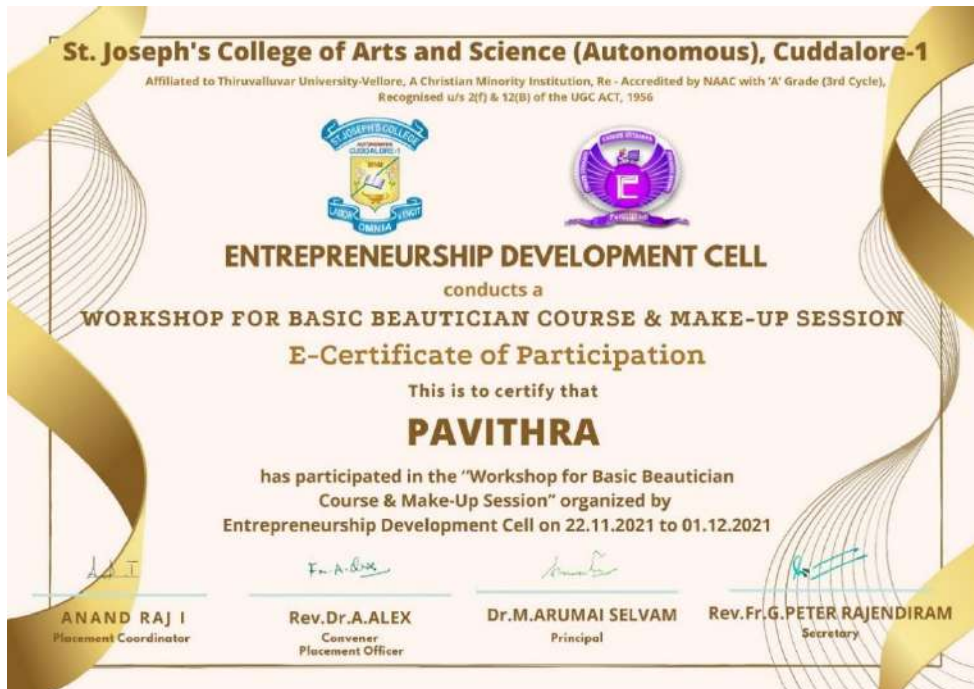 St. Joseph's College of Arts and Science (Autonomous), Cuddalore-1
Affiliated to Thiruvalluvar University-Vellore, A Christian Minority Institution, Re - Accredited by NAAC with 'A' Grade (3rd Cycle),
Recognised u/s 2(f) & 12(B) of the UGC ACT, 1956
ST.JOSEPH'S COLLEGE
AUTONOMOUS
CUDDALORE-1
LABOR VINCIT
OMNIA
E
ENTREPRENEURSHIP DEVELOPMENT CELL
conducts a
WORKSHOP FOR BASIC BEAUTICIAN COURSE & MAKE-UP SESSION
E-Certificate of Participation
This is to certify that
PAVITHRA
has participated in the "Workshop for Basic Beautician
Course & Make-Up Session" organized by
Entrepreneurship Development Cell on 22.11.2021 to 01.12.2021
ANAND RAJ I
Placement Coordinator
Rev.Dr.A.ALEX
Convener
Placement Officer
Dr.M.ARUMAI SELVAM
Principal
Rev.Fr.G.PETER RAJENDIRAM
Secretary